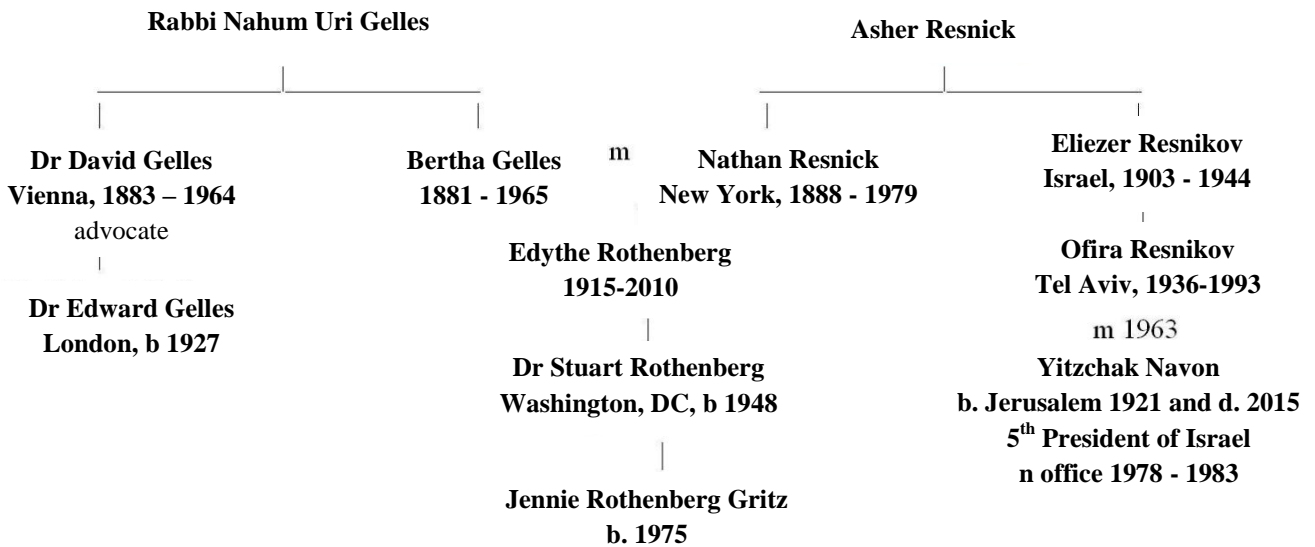 Rabbi Nahum Uri Gelles
Asher Resnick
Dr David Gelles
Vienna, 1883 – 1964
advocate
Bertha Gelles
1881 - 1965
m
Nathan Resnick
New York, 1888 - 1979
Eliezer Resnikov
Israel, 1903 - 1944
Dr Edward Gelles
London, b 1927
Edythe Rothenberg
1915-2010
Ofira Resnikov
Tel Aviv, 1936-1993
m 1963
Dr Stuart Rothenberg
Washington, DC, b 1948
Yitzchak Navon
b. Jerusalem 1921 and d. 2015
5th President of Israel
n office 1978 - 1983
Jennie Rothenberg Gritz
b. 1975